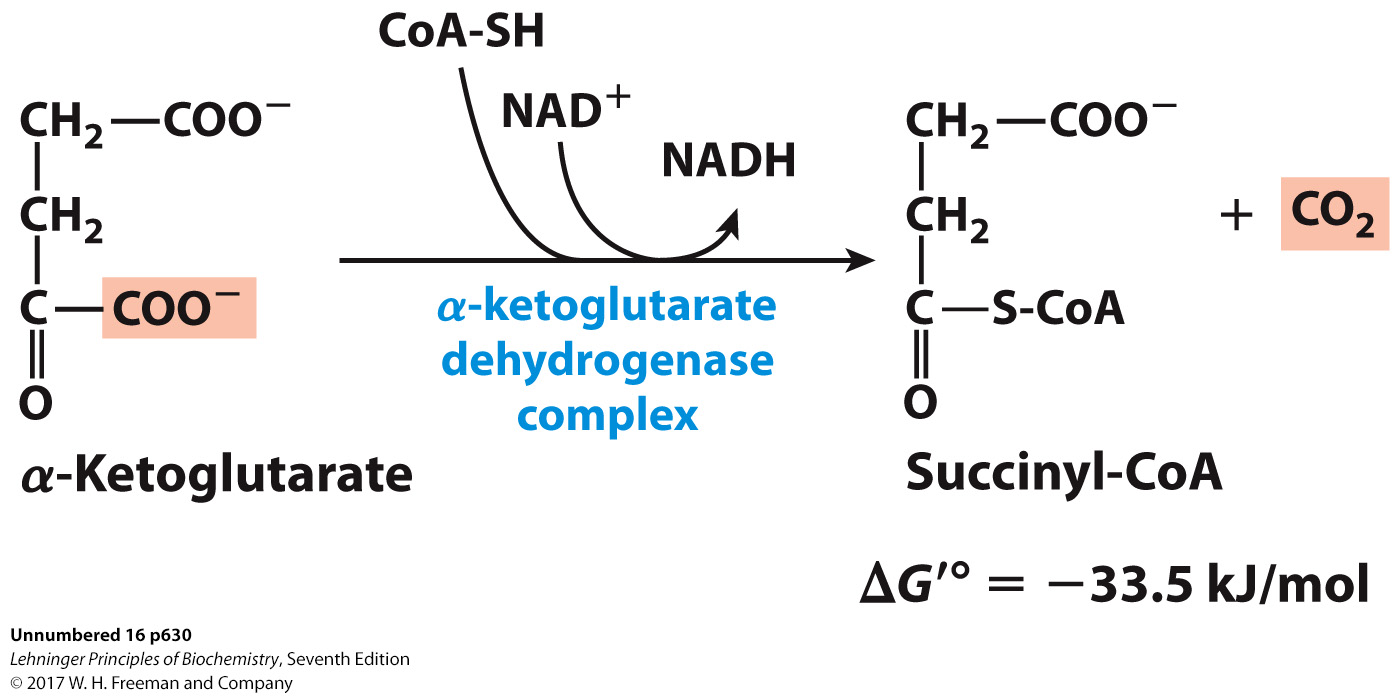 CoA-SH
NAD⁺
NADH
CH₂—COO⁻
CH₂
C—COO⁻
O
α-Ketoglutarate
α-ketoglutarate
dehydrogenase
complex
CH₂—COO⁻
CH₂
C—S-CoA
O
Succinyl-CoA
+ CO₂
ΔG′° = −33.5 kJ/mol
Unnumbered 16 p630
Lehninger Principles of Biochemistry, Seventh Edition
© 2017 W. H. Freeman and Company